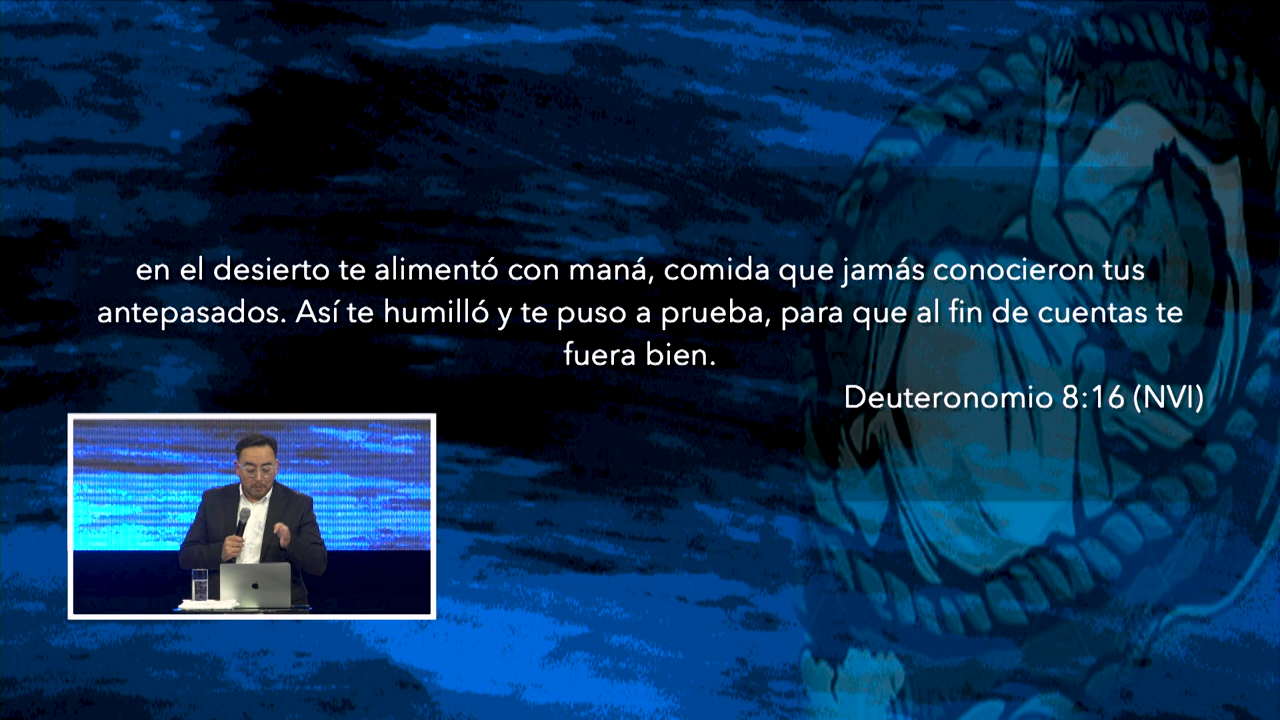 en el desierto te alimentó con maná, comida que jamás conocieron tus
antepasados. Así te humilló y te puso a prueba, para que al fin de cuentas te
fuera bien.
Deuteronomio 8:16 (NVI)